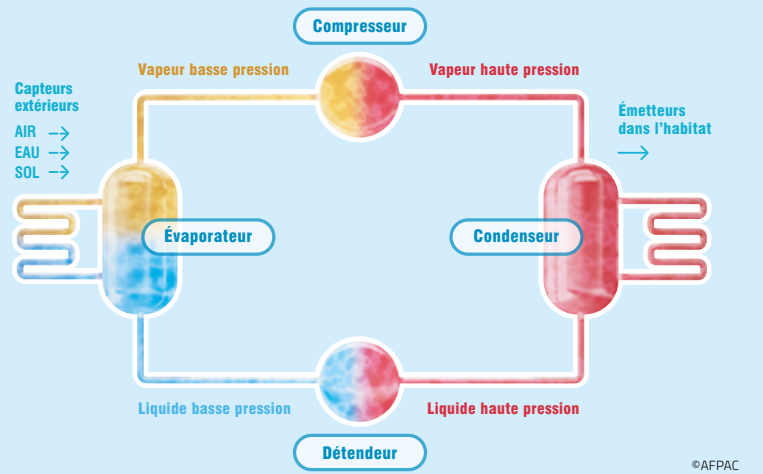 Compresseur
Vapeur basse pression
Vapeur haute pression
Capteurs
extérieurs
AIR
EAU
SOL
Émetteurs
dans l'habitat
Évaporateur
Condenseur
Liquide basse pression
Liquide haute pression
Détendeur
©AFPAC